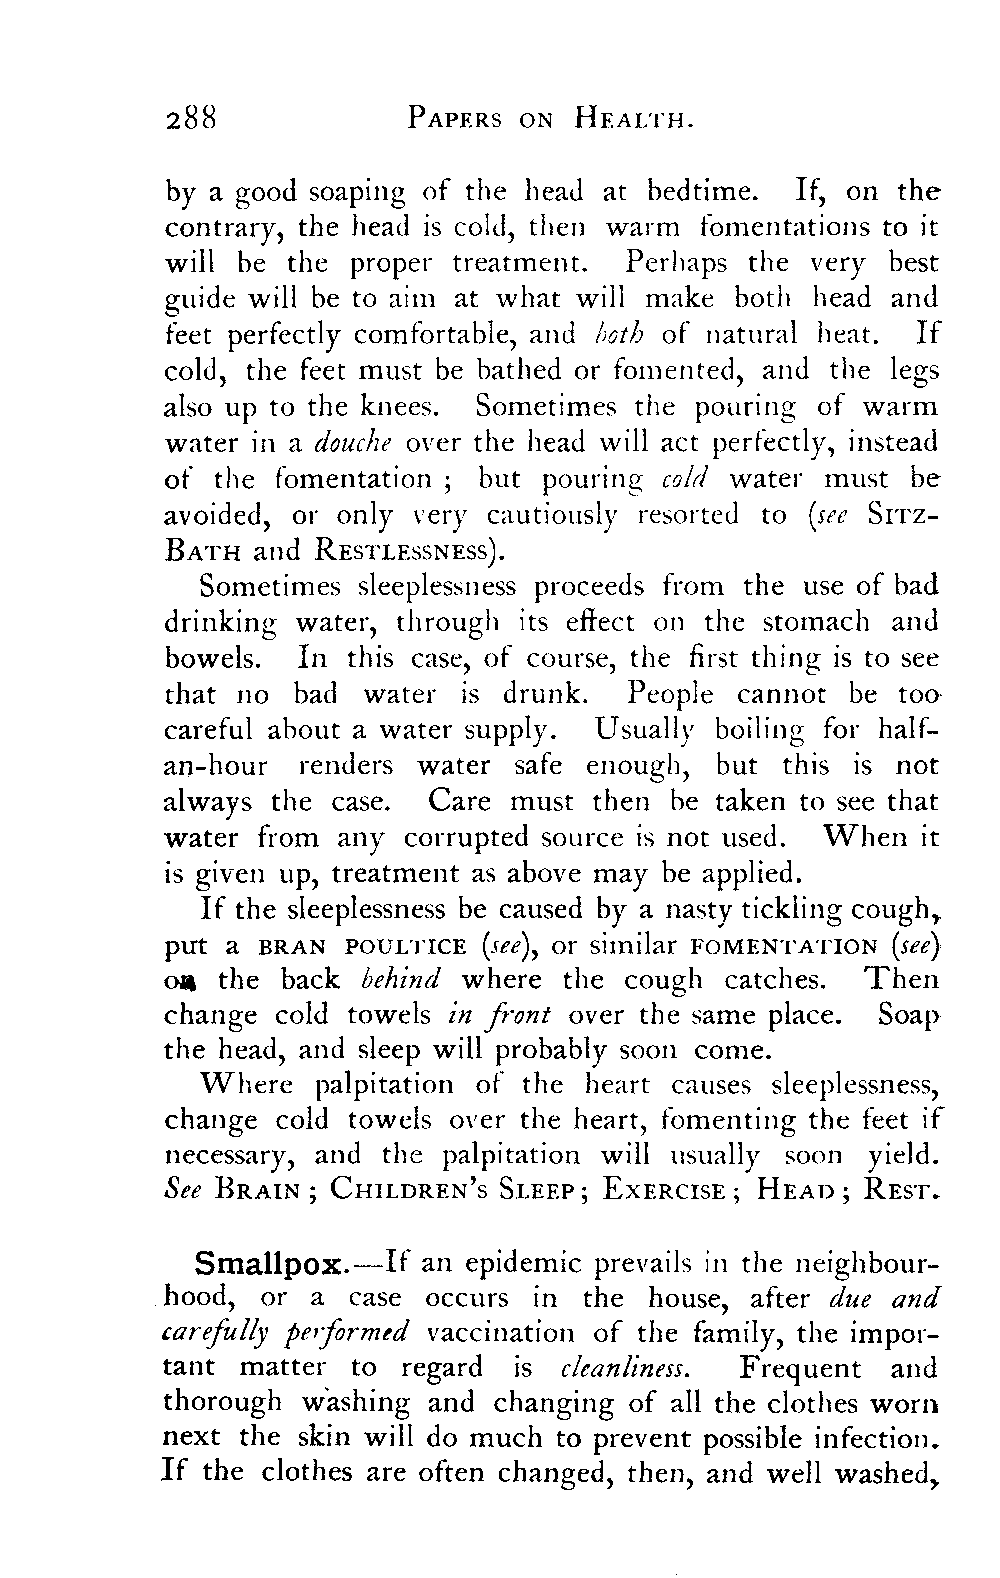 288 PAPERS ON HEALTH.
by a good soaping of the head at bedtime. If, on the
contrary, the head is cold, then warm fomentations to it
will be the proper treatment. Perhaps the very best
guide will be to aim at what will make both head and
feet perfectly comfortable, and both of natural heat. If
cold, the feet must be bathed or fomented, and the legs
also up to the knees. Sometimes the pouring of warm
water in a douche over the head will act perfectly, instead
of the fomentation ; but pouring cold water must be
avoided, or only very cautiously resorted to (see SITZ-
BATH and RESTLESSNESS).
Sometimes sleeplessness proceeds from the use of bad
drinking water, through its effect on the stomach and
bowels. In this case, of course, the first thing is to see
that no bad water is drunk. People cannot be too
careful about a water supply. Usually boiling for half-
an-hour renders water safe enough, but this is not
always the case. Care must then be taken to see that
water from any corrupted source is not used. When it
is given up, treatment as above may be applied.
If the sleeplessness be caused by a nasty tickling cough,
put a BRAN POULTICE (see), or similar FOMENTATION (see)
on the back behind where the cough catches. Then
change cold towels in front over the same place. Soap
the head, and sleep will probably soon come.
Where palpitation of the heart causes sleeplessness,
change cold towels over the heart, fomenting the feet if
necessary, and the palpitation will usually soon yield.
See BRAIN ; CHILDREN'S SLEEP ; EXERCISE ; HEAD ; REST.
Smallpox.—If an epidemic prevails in the neighbour-
hood, or a case occurs in the house, after due and
carefully performed vaccination of the family, the impor-
tant matter to regard is cleanliness. Frequent and
thorough washing and changing of all the clothes worn
next the skin will do much to prevent possible infection.
If the clothes are often changed, then, and well washed,